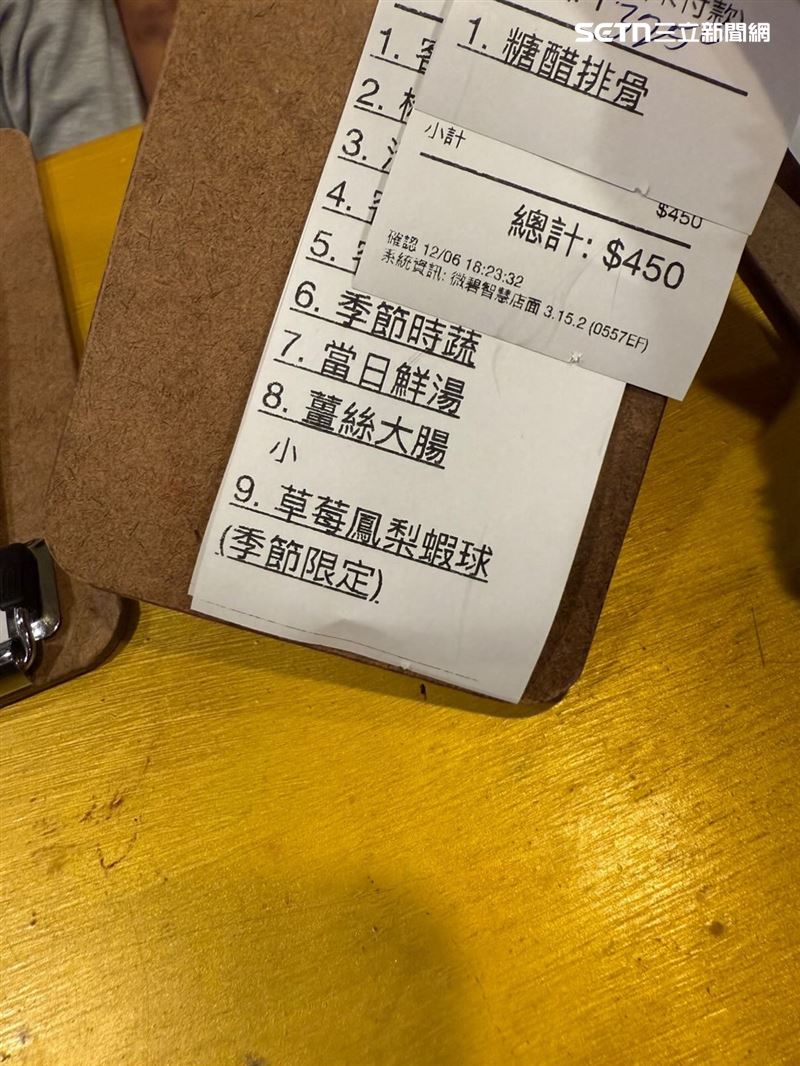 SETN三立新聞網
付款)
1. 糖醋排骨
小計
$450
總計: $450
確認 12/06 18:23:32
系統資訊: 微碧智慧店面 3.15.2 (0557EF)
1.
2.
3.
4.
5.
6. 季節時蔬
7. 當日鮮湯
8. 薑絲大腸
小
9. 草莓鳳梨蝦球
(季節限定)